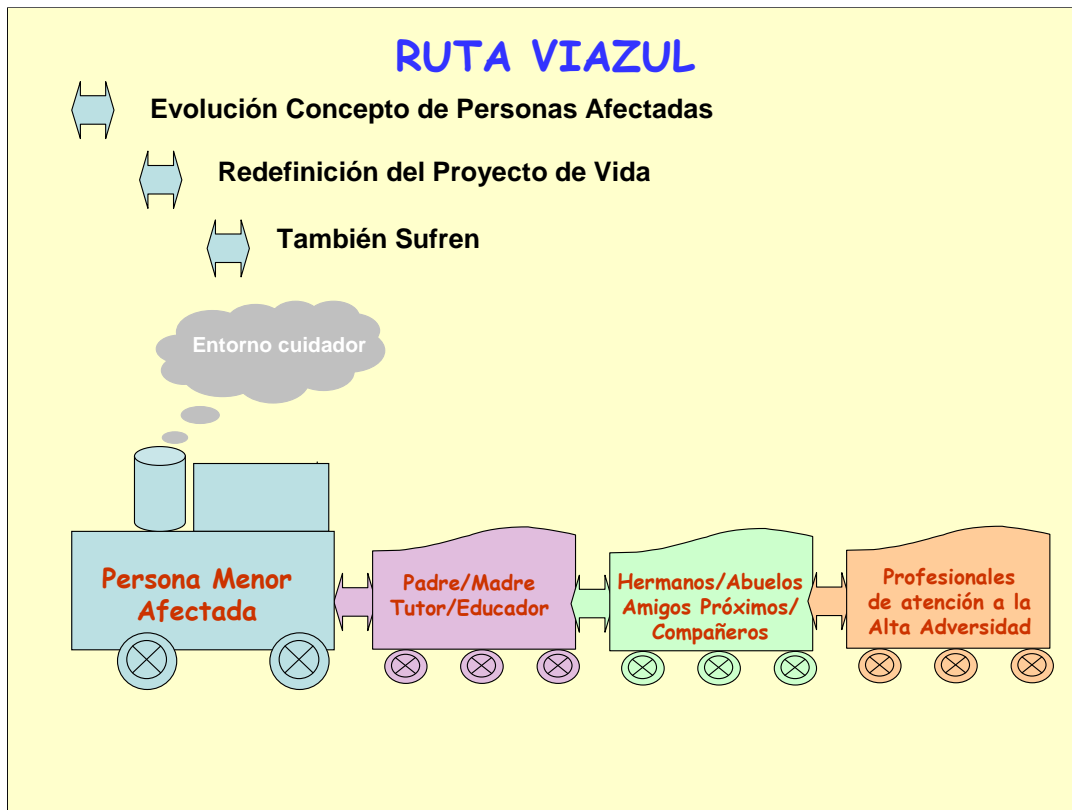 RUTA VIAZUL
Evolución Concepto de Personas Afectadas
Redefinición del Proyecto de Vida
También Sufren
Entorno cuidador
Persona Menor
Afectada
Padre/Madre
Tutor/Educador
Hermanos/Abuelos
Amigos Próximos/
Compañeros
Profesionales
de atención a la
Alta Adversidad